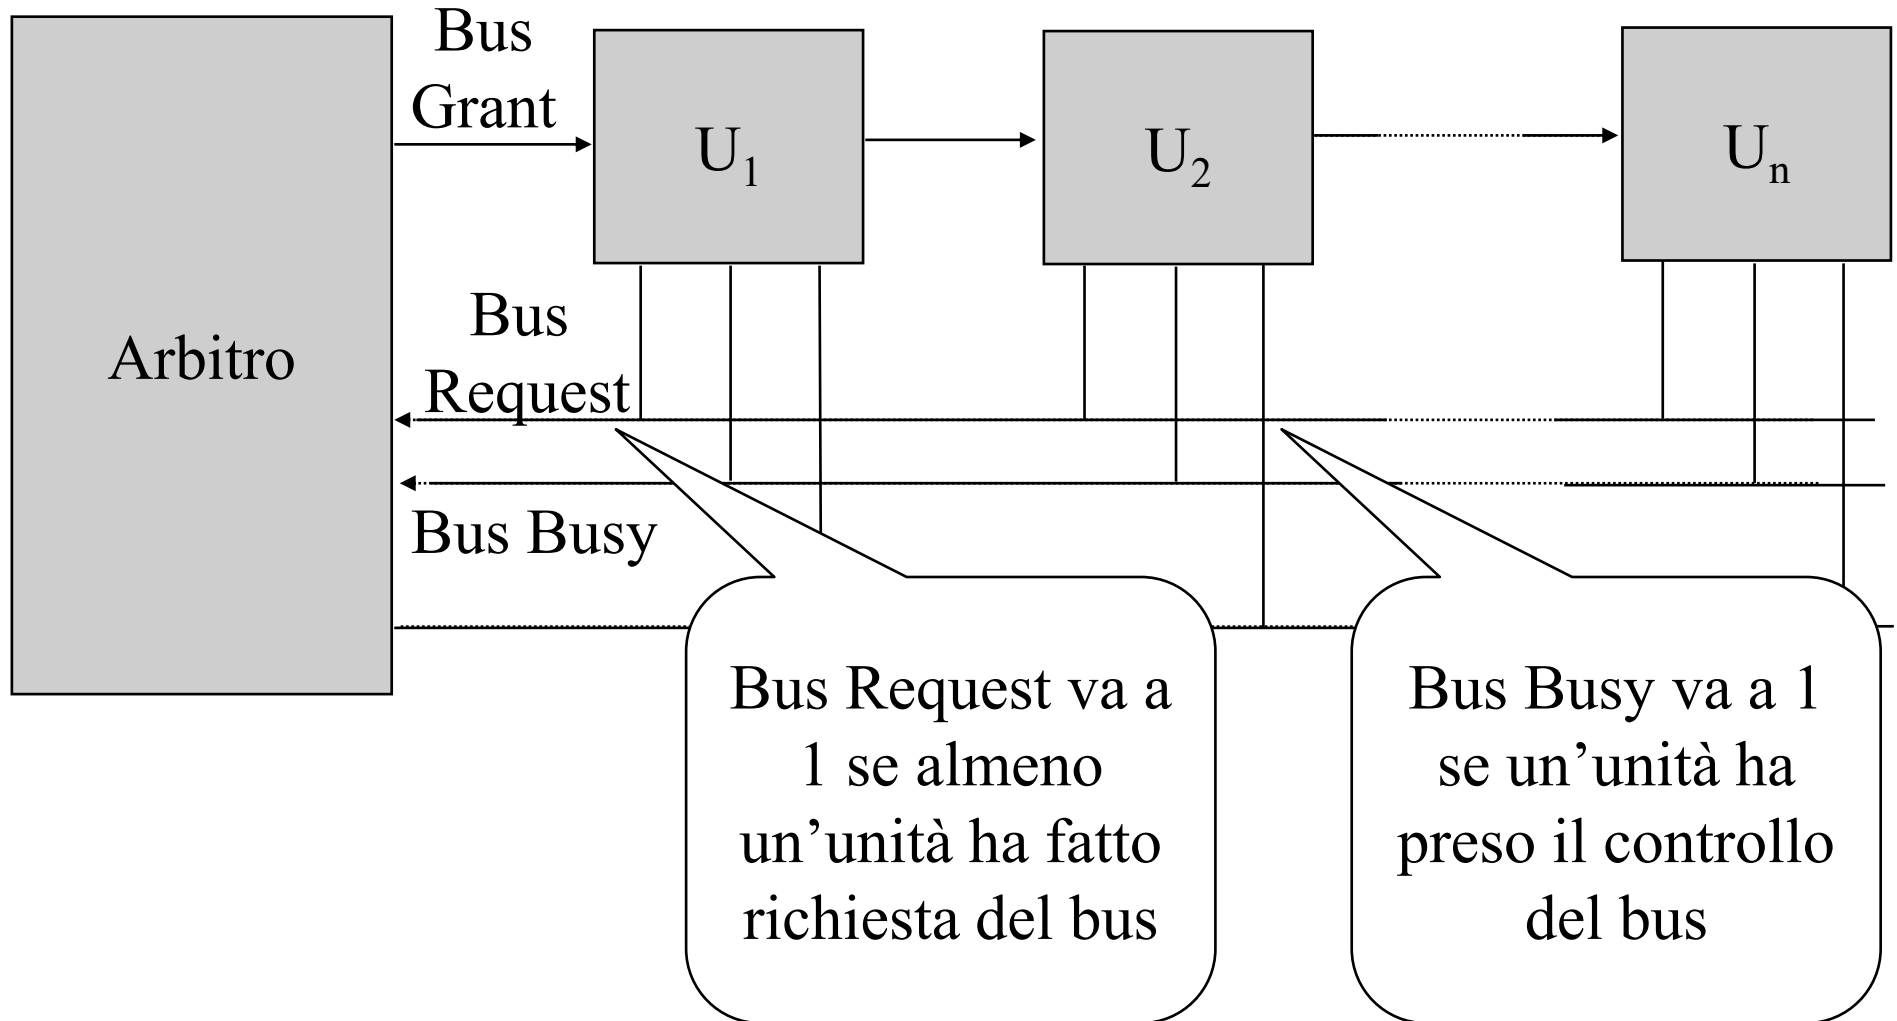 Bus
Grant
U1
U2
Un
Arbitro
Bus
Request
Bus Busy
Bus Request va a
1 se almeno
un’unità ha fatto
richiesta del bus
Bus Busy va a 1
se un’unità ha
preso il controllo
del bus